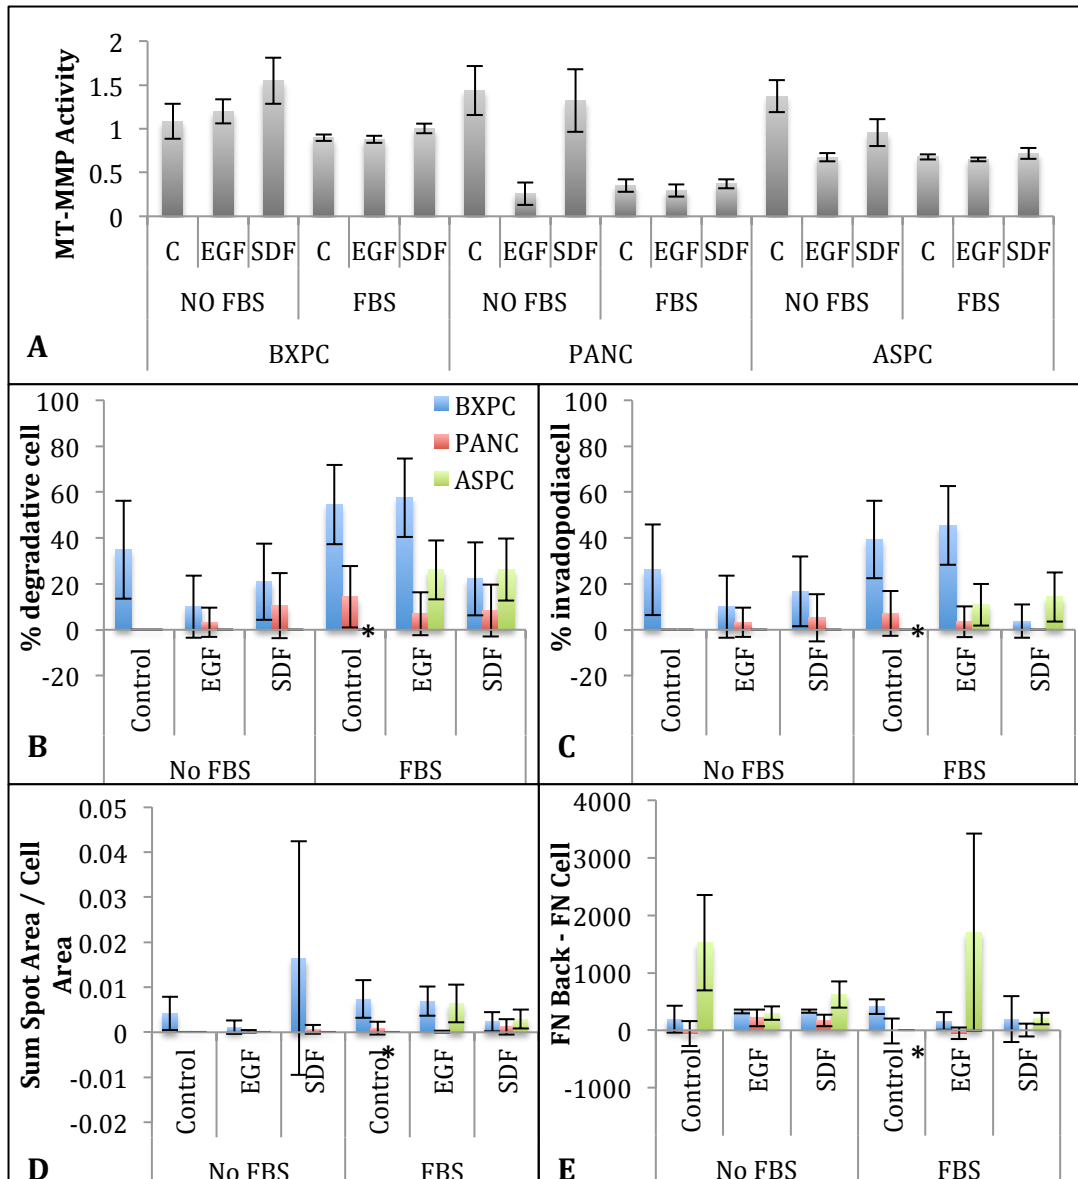 MT-MMP Activity
2
1.5
1
0.5
0
C EGF SDF C EGF SDF C EGF SDF C EGF SDF C EGF SDF C EGF SDF
NO FBS FBS NO FBS FBS NO FBS FBS
BXPC PANC ASPC
A
% degradative cell
100
80
60
40
20
0
-20
BXPC
PANC
ASPC
*
Control EGF SDF Control EGF SDF
No FBS FBS
B
% invadopodiacell
100
80
60
40
20
0
-20
*
Control EGF SDF Control EGF SDF
No FBS FBS
C
Sum Spot Area / Cell
Area
0.05
0.04
0.03
0.02
0.01
0
-0.01
-0.02
*
Control EGF SDF Control EGF SDF
No FBS FBS
D
FN Back - FN Cell
4000
3000
2000
1000
0
-1000
*
Control EGF SDF Control EGF SDF
No FBS FBS
E